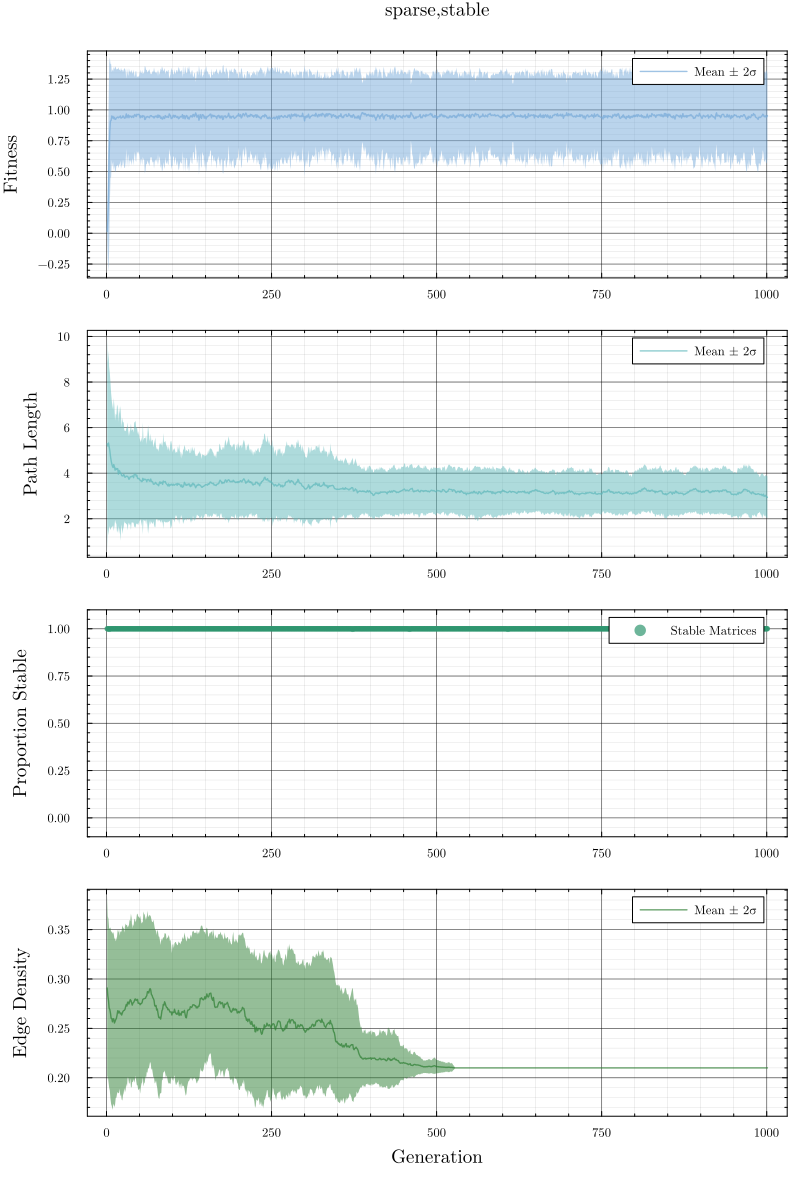 sparse,stable
Fitness
1.25
1.00
0.75
0.50
0.25
0.00
−0.25
Mean ± 2σ
0 250 500 750 1000
Path Length
10
8
6
4
2
Mean ± 2σ
0 250 500 750 1000
Proportion Stable
1.00
0.75
0.50
0.25
0.00
Stable Matrices
0 250 500 750 1000
Edge Density
0.35
0.30
0.25
0.20
Mean ± 2σ
0 250 500 750 1000
Generation